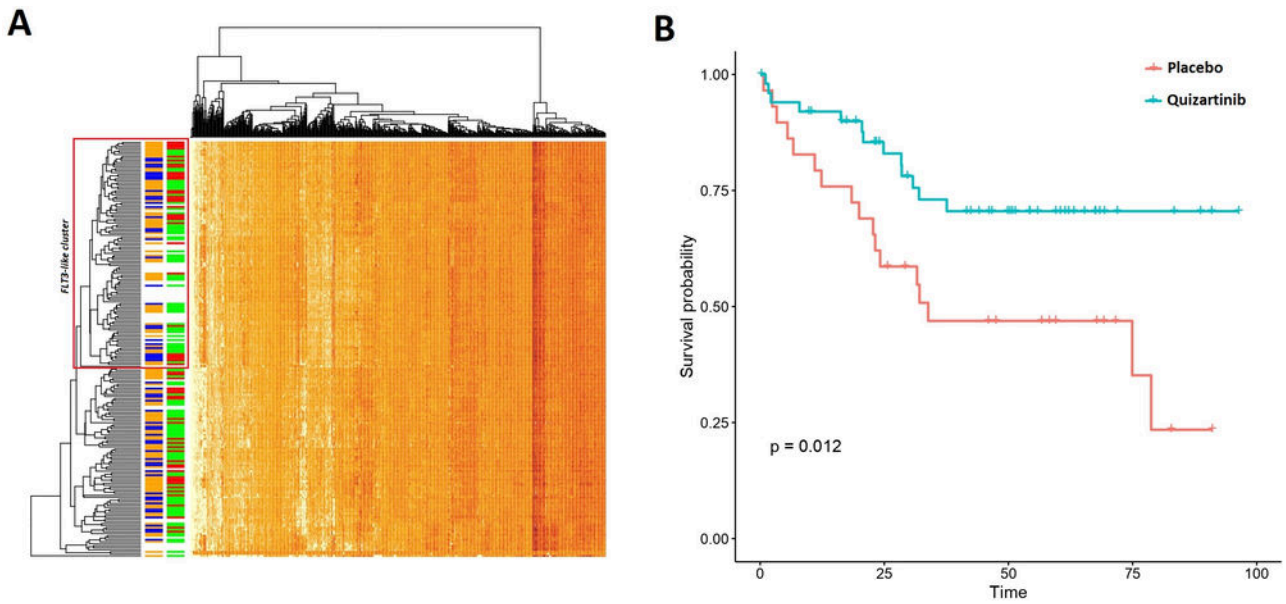 A
FLT3-like cluster
B
Placebo
Quizartinib
Survival probability
1.00
0.75
0.50
0.25
0.00
p = 0.012
0
25
50
75
100
Time